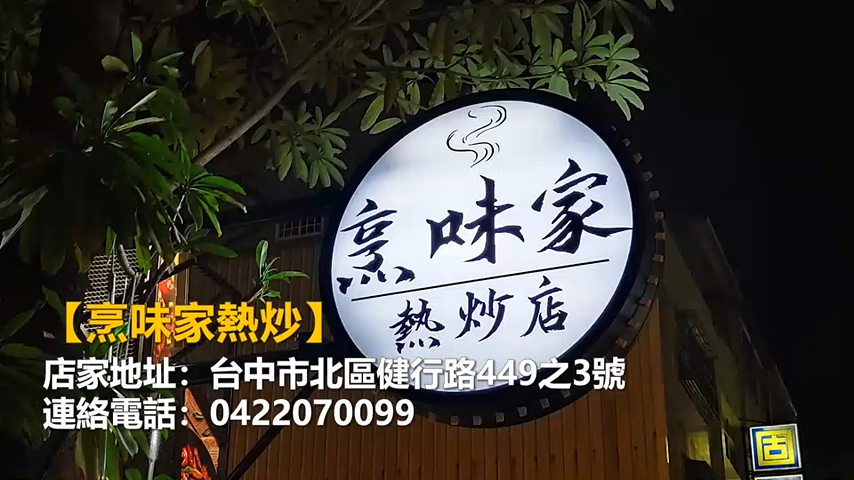 烹味家
熱炒店
【烹味家熱炒】
店家地址：台中市北區健行路449之3號
連絡電話：0422070099